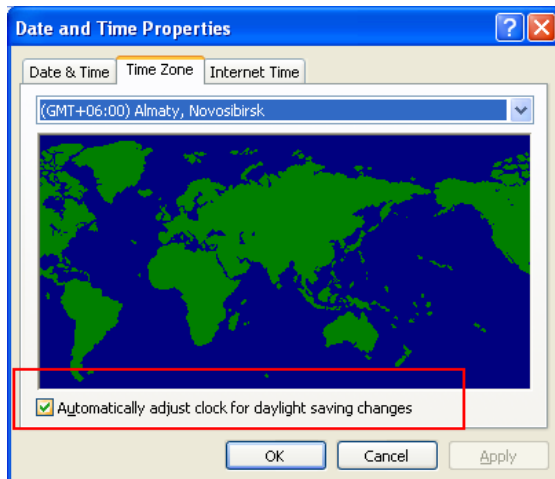 Date and Time Properties
Date & Time Time Zone Internet Time
(GMT+06:00) Almaty, Novosibirsk
Automatically adjust clock for daylight saving changes
OK Cancel Apply